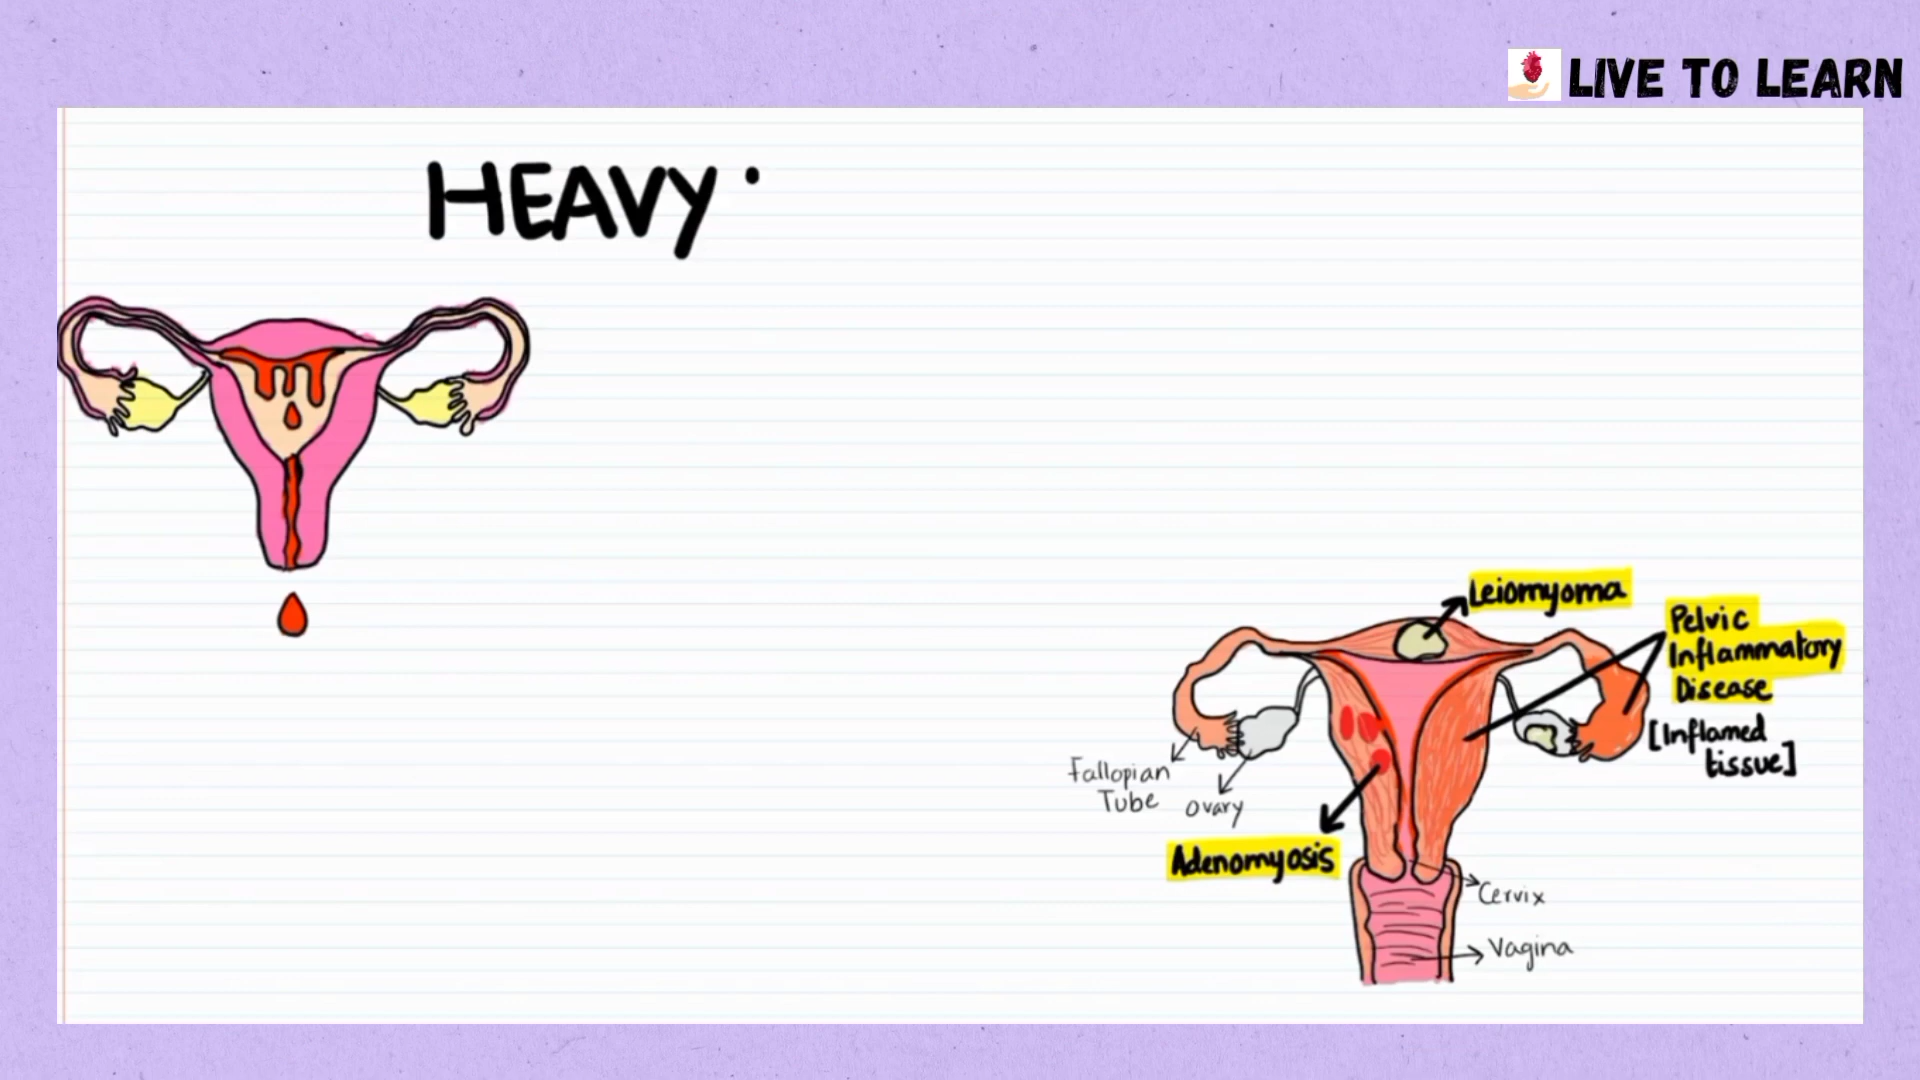 LIVE TO LEARN
HEAVY
Leiomyoma
Pelvic
Inflammatory
Disease
[Inflamed
tissue]
Fallopian
Tube
Ovary
Adenomyosis
Cervix
Vagina